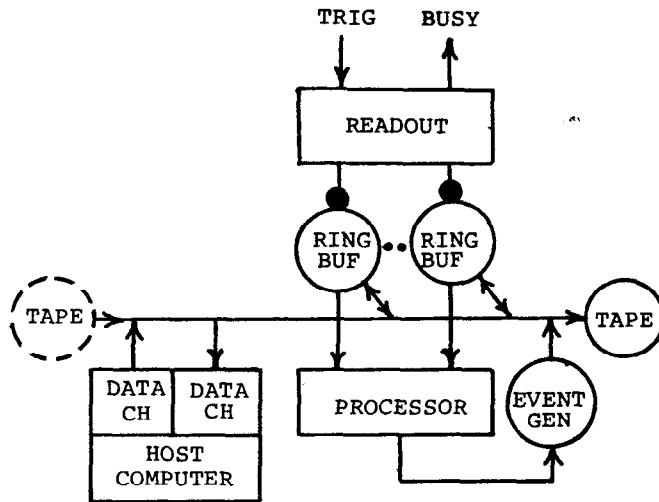 TRIG BUSY
READOUT
RING
BUF
RING
BUF
TAPE
TAPE
DATA
CH
DATA
CH
HOST
COMPUTER
PROCESSOR
EVENT
GEN